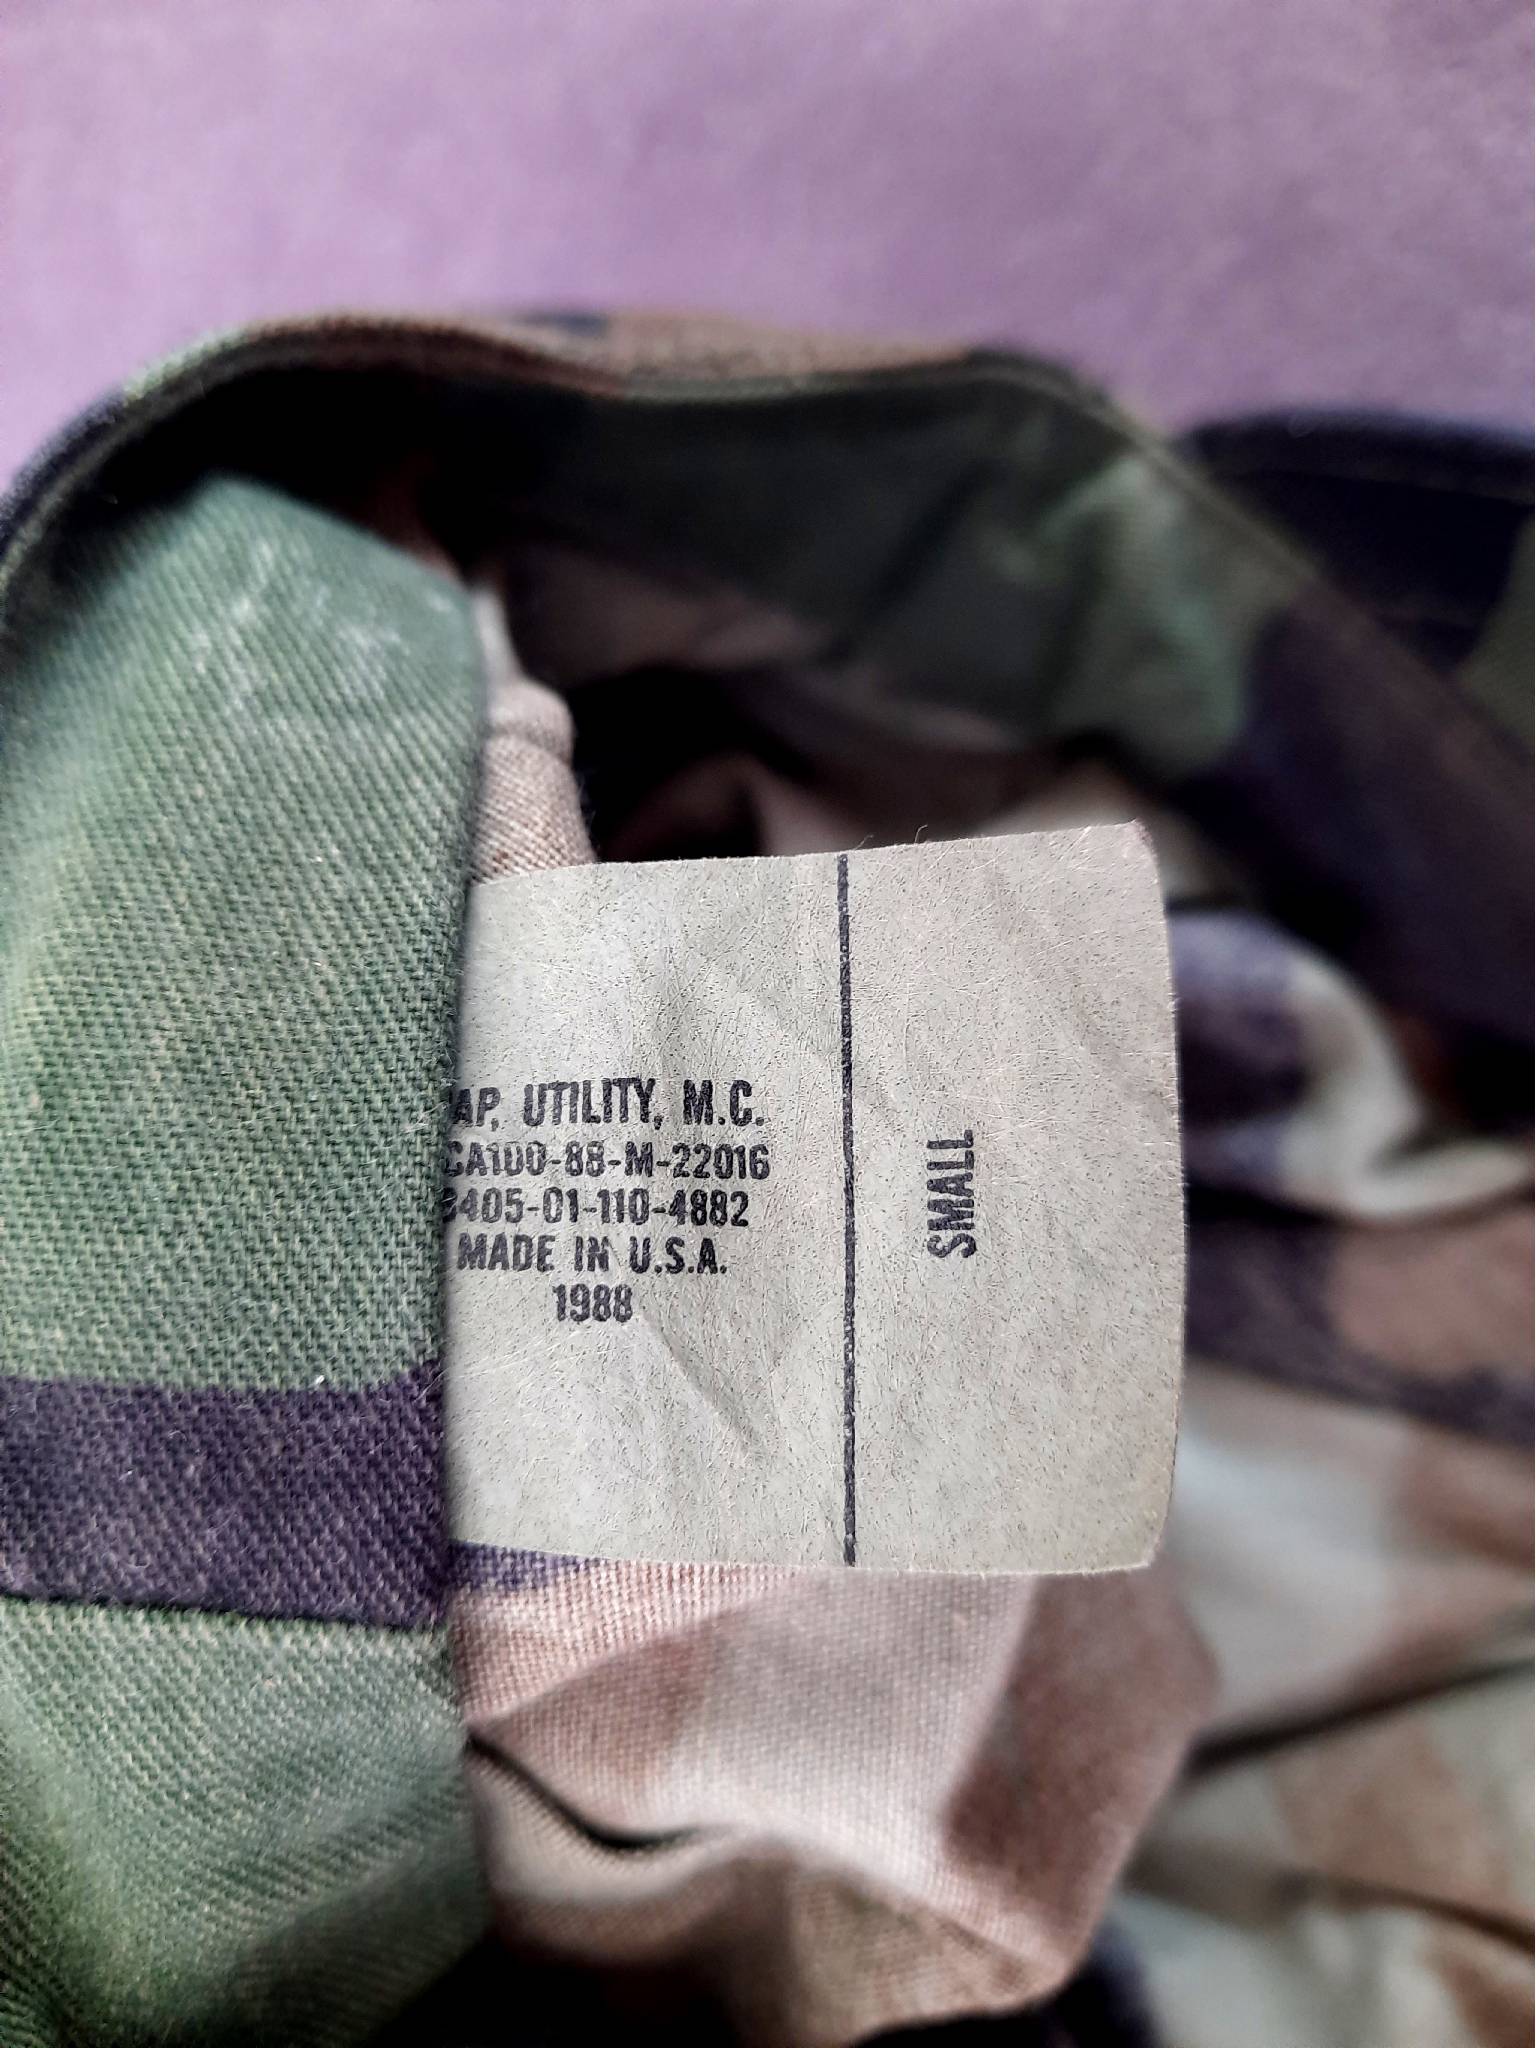 AP, UTILITY, M.C.
CA100-88-M-22016
8405-01-110-4882
MADE IN U.S.A.
1988
SMALL